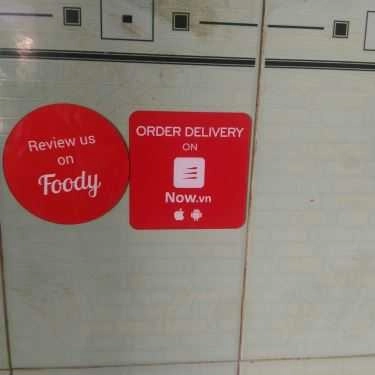 Review us
on
Foody
ORDER DELIVERY
ON
Now.vn